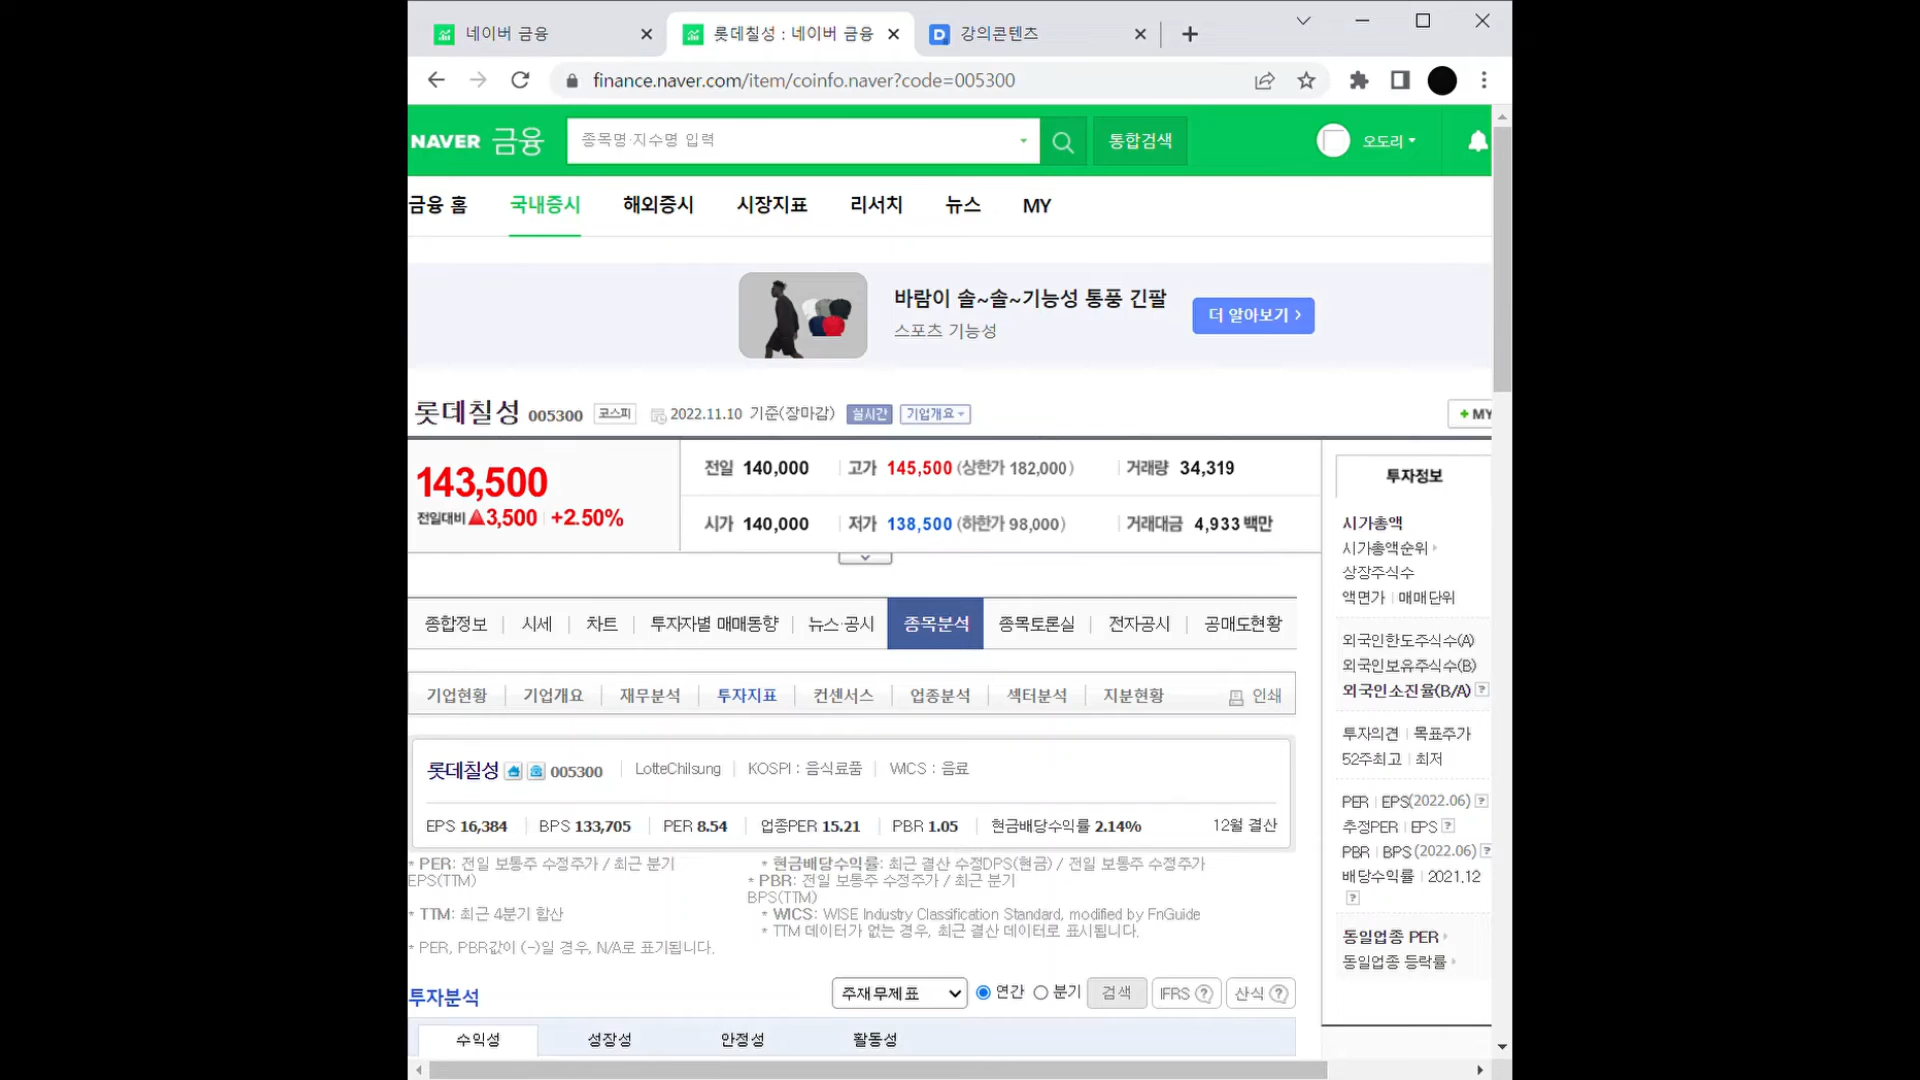 네이버 금융
롯데칠성 : 네이버 금융
강의콘텐츠
finance.naver.com/item/coinfo.naver?code=005300
NAVER 금융
종목명·지수명 입력
통합검색
오도리
금융 홈 국내증시 해외증시 시장지표 리서치 뉴스 MY
바람이 솔~솔~기능성 통풍 긴팔
스포츠 기능성
더 알아보기 >
롯데칠성 005300 코스피 2022.11.10 기준(장마감) 실시간 기업개요
+ MY
143,500
전일대비 ▲3,500 +2.50%
전일 140,000 고가 145,500 (상한가 182,000) 거래량 34,319
시가 140,000 저가 138,500 (하한가 98,000) 거래대금 4,933 백만
투자정보
시가총액
시가총액순위
상장주식수
액면가 | 매매단위
외국인한도주식수(A)
외국인보유주식수(B)
외국인소진율(B/A) ?
투자의견 | 목표주가
52주최고 | 최저
PER | EPS(2022.06) ?
추정PER | EPS ?
PBR | BPS (2022.06) ?
배당수익률 | 2021.12
?
동일업종 PER
동일업종 등락률
종합정보 | 시세 | 차트 | 투자자별 매매동향 | 뉴스·공시 종목분석 종목토론실 | 전자공시 | 공매도현황
기업현황 | 기업개요 | 재무분석 | 투자지표 | 컨센서스 | 업종분석 | 섹터분석 | 지분현황 인쇄
롯데칠성 005300 | LotteChilsung | KOSPI : 음식료품 | WICS : 음료
EPS 16,384 | BPS 133,705 | PER 8.54 | 업종PER 15.21 | PBR 1.05 | 현금배당수익률 2.14% 12월 결산
* PER: 전일 보통주 수정주가 / 최근 분기
EPS(TTM)
* TTM: 최근 4분기 합산
* PER, PBR값이 (-)일 경우, N/A로 표기됩니다.
* 현금배당수익률: 최근 결산 수정DPS(현금) / 전일 보통주 수정주가
* PBR: 전일 보통주 수정주가 / 최근 분기
BPS(TTM)
* WICS: WISE Industry Classification Standard, modified by FnGuide
* TTM 데이터가 없는 경우, 최근 결산 데이터로 표시됩니다.
투자분석
주재무제표 연간 분기 검색 IFRS ? 산식 ?
수익성 성장성 안정성 활동성